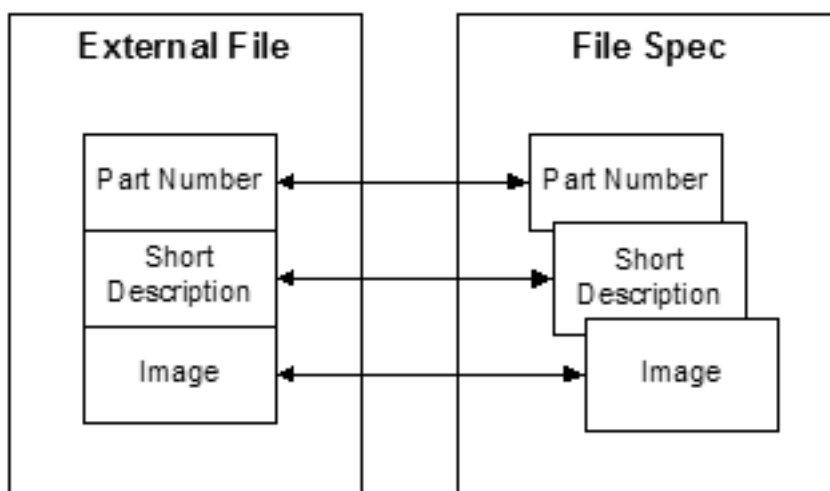 External File
File Spec
Part Number
Part Number
Short
Description
Short
Description
Image
Image